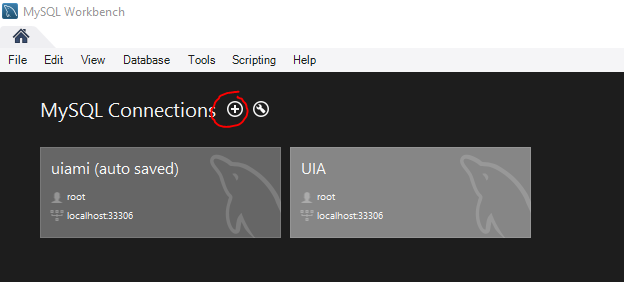 MySQL Workbench
File Edit View Database Tools Scripting Help
MySQL Connections
uiami (auto saved)
root
localhost:33306
UIA
root
localhost:33306